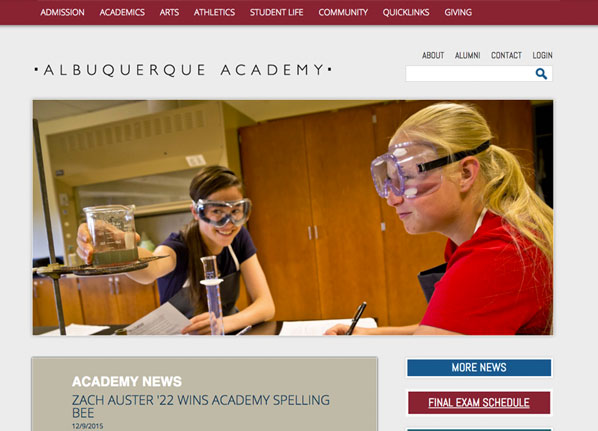 ADMISSION ACADEMICS ARTS ATHLETICS STUDENT LIFE COMMUNITY QUICKLINKS GIVING
ABOUT ALUMNI CONTACT LOGIN
·ALBUQUERQUE ACADEMY·
ACADEMY NEWS
ZACH AUSTER '22 WINS ACADEMY SPELLING
BEE
12/9/2015
MORE NEWS
FINAL EXAM SCHEDULE